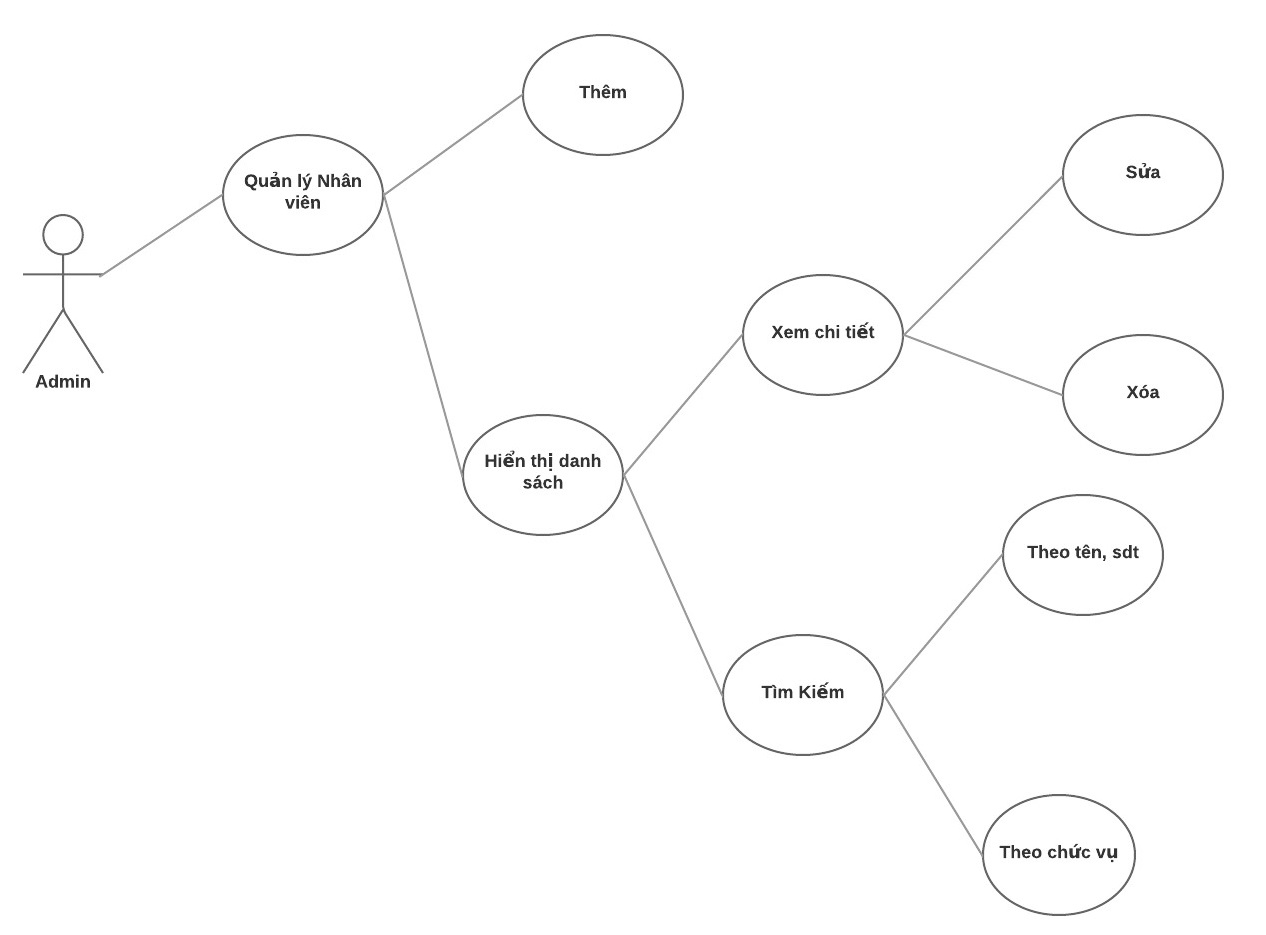 Thêm
Quản lý Nhân
viên
Sửa
Admin
Xem chi tiết
Xóa
Hiển thị danh
sách
Theo tên, sdt
Tìm Kiếm
Theo chức vụ